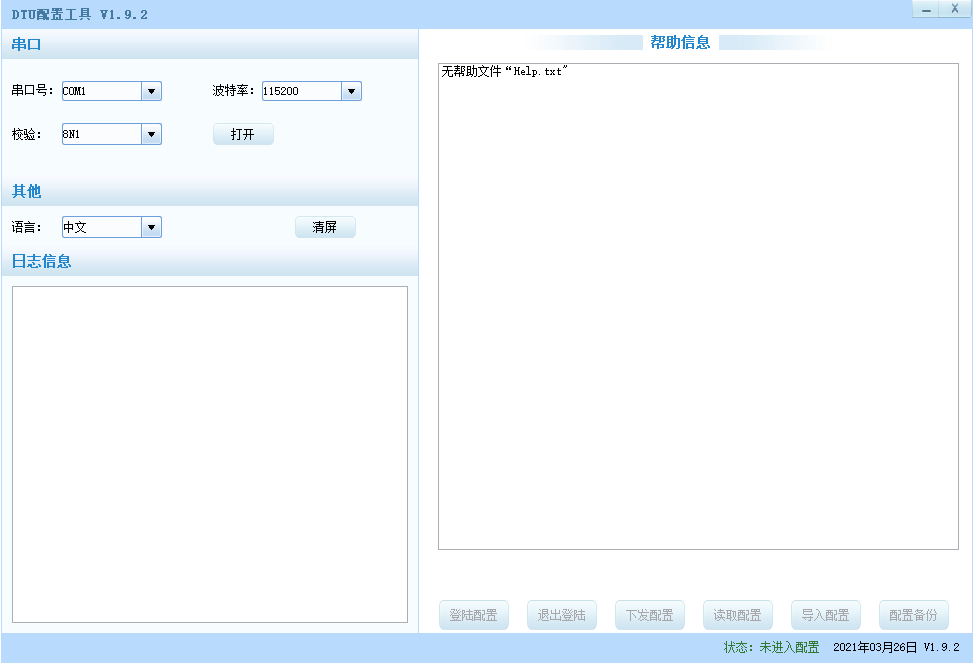 DTU配置工具 V1.9.2
串口
串口号： COM1 波特率： 115200
校验： 8N1 打开
其他
语言： 中文 清屏
日志信息
帮助信息
无帮助文件“Help.txt”
登陆配置 退出登陆 下发配置 读取配置 导入配置 配置备份
状态：未进入配置 2021年03月26日 V1.9.2